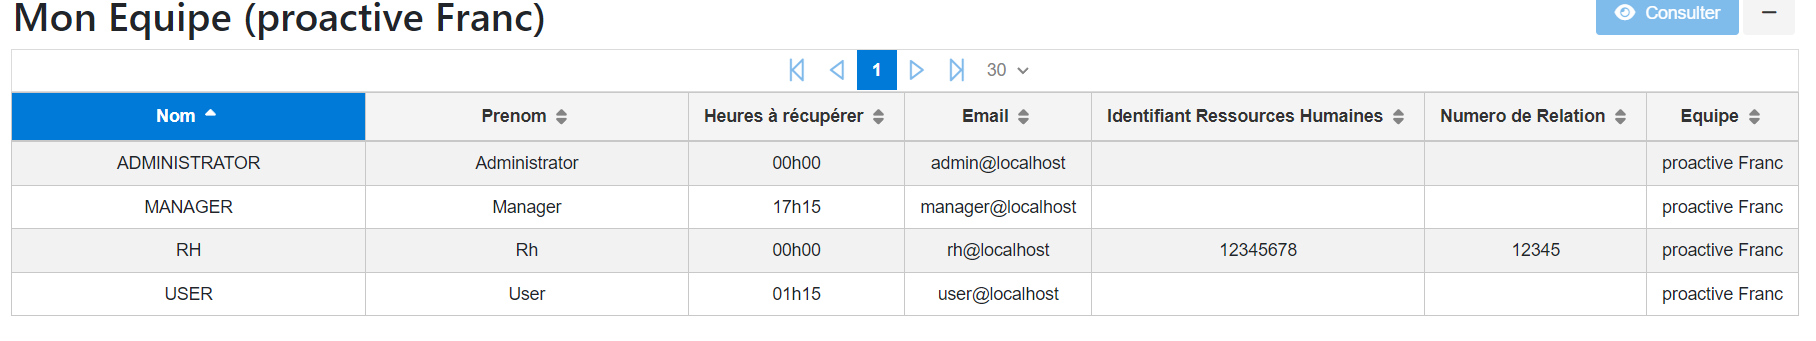 Mon Equipe (proactive Franc)
Consulter
1 30
Nom Prenom Heures à récupérer Email Identifiant Ressources Humaines Numero de Relation Equipe
ADMINISTRATOR Administrator 00h00 admin@localhost proactive Franc
MANAGER Manager 17h15 manager@localhost proactive Franc
RH Rh 00h00 rh@localhost 12345678 12345 proactive Franc
USER User 01h15 user@localhost proactive Franc